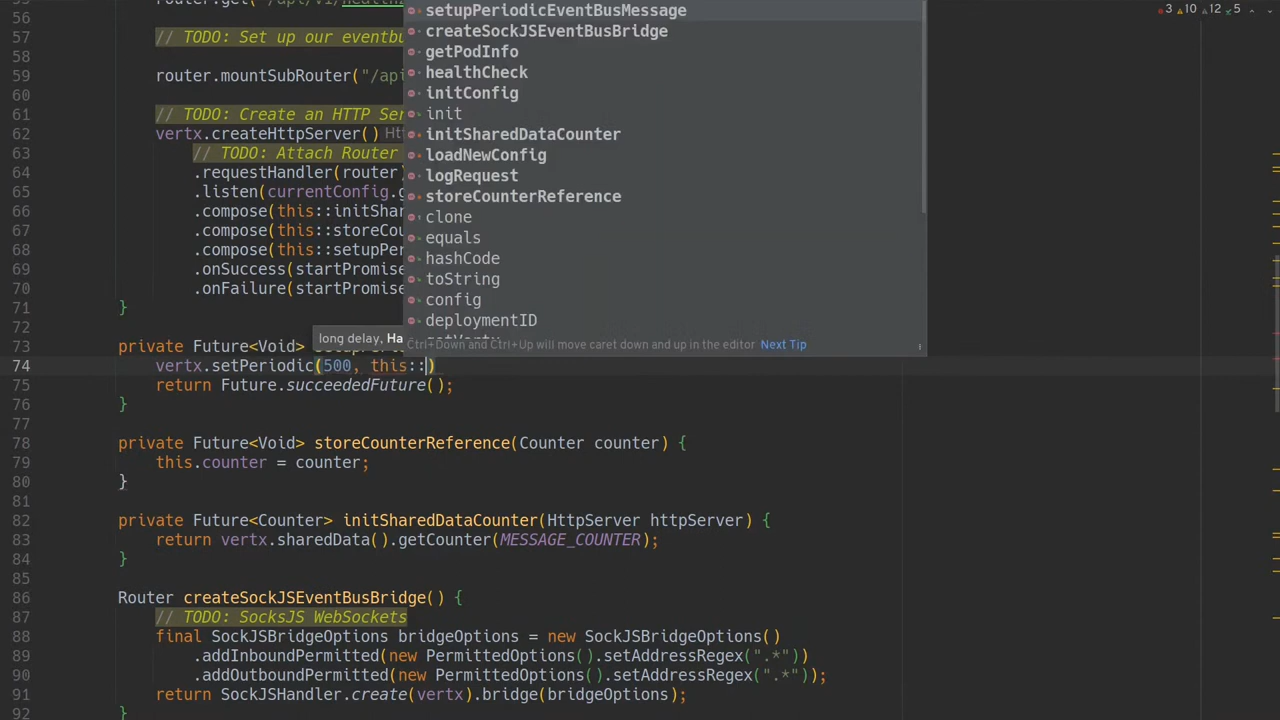 55 router.get("/api/v1/
setupPeriodicEventBusMessage
3 10 12 5
57 // TODO: Set up our eventbu
createSockJSEventBusBridge
58
getPodInfo
59 router.mountSubRouter("/api
healthCheck
60
initConfig
61 // TODO: Create an HTTP Ser
init
62 vertx.createHttpServer()
initSharedDataCounter
63 // TODO: Attach Router
loadNewConfig
64 .requestHandler(router)
logRequest
65 .listen(currentConfig.g
storeCounterReference
66 .compose(this::initShar
clone
67 .compose(this::storeCou
equals
68 .compose(this::setupPer
hashCode
69 .onSuccess(startPromise
toString
70 .onFailure(startPromise
config
71 }
deploymentID
72
long delay, Ha
Ctrl+Down and Ctrl+Up will move caret down and up in the editor Next Tip
73 private Future<Void>
74 vertx.setPeriodic(500, this::)
75 return Future.succeededFuture();
76 }
77
78 private Future<Void> storeCounterReference(Counter counter) {
79 this.counter = counter;
80 }
81
82 private Future<Counter> initSharedDataCounter(HttpServer httpServer) {
83 return vertx.sharedData().getCounter(MESSAGE_COUNTER);
84 }
85
86 Router createSockJSEventBusBridge() {
87 // TODO: SocksJS WebSockets
88 final SockJSBridgeOptions bridgeOptions = new SockJSBridgeOptions()
89 .addInboundPermitted(new PermittedOptions().setAddressRegex(".*"))
90 .addOutboundPermitted(new PermittedOptions().setAddressRegex(".*"));
91 return SockJSHandler.create(vertx).bridge(bridgeOptions);
92 }